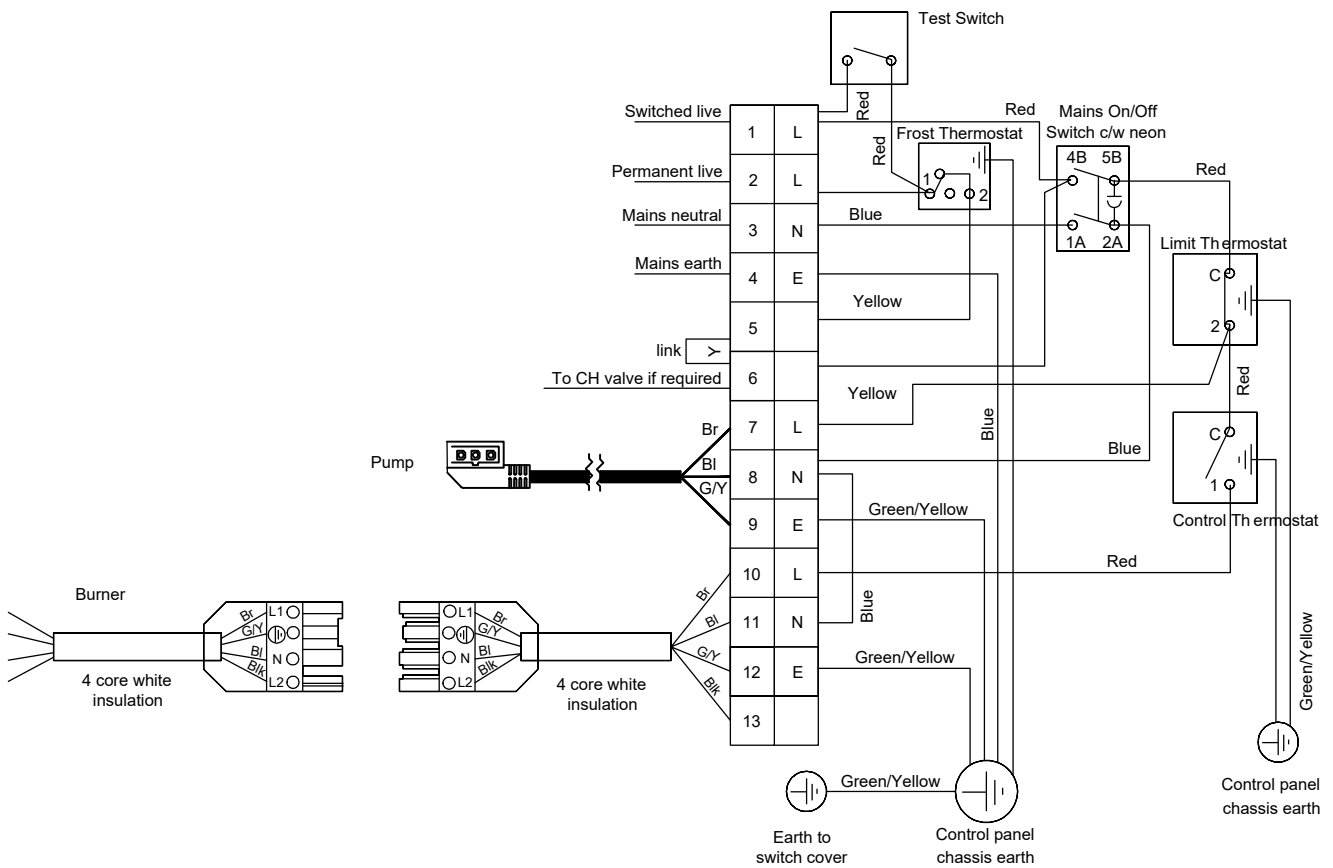 Test Switch
Red
Red
Switched live
1 L
Red
Mains On/Off
Switch c/w neon
4B 5B
1A 2A
Frost Thermostat
1
2
Permanent live
2 L
Red
Mains neutral
3 N
Blue
Limit Thermostat
C
2
Mains earth
4 E
Yellow
5
link
Y
6
To CH valve if required
Yellow
Red
7 L
Br
Blue
Blue
Pump
Bl
8 N
C
1
Control Thermostat
G/Y
9 E
Green/Yellow
10 L
Red
Br
Blue
Burner
Br
G/Y
Bl
Blk
L1
N
L2
4 core white
insulation
L1
N
L2
Br
G/Y
Bl
Blk
4 core white
insulation
Bl
11 N
G/Y
12 E
Green/Yellow
Blk
13
Green/Yellow
Control panel
chassis earth
Green/Yellow
Earth to
switch cover
Control panel
chassis earth